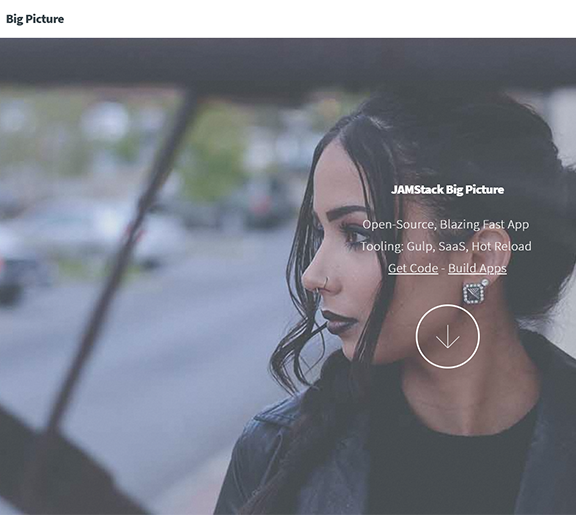 Big Picture
JAMStack Big Picture
Open-Source, Blazing Fast App
Tooling: Gulp, SaaS, Hot Reload
Get Code - Build Apps